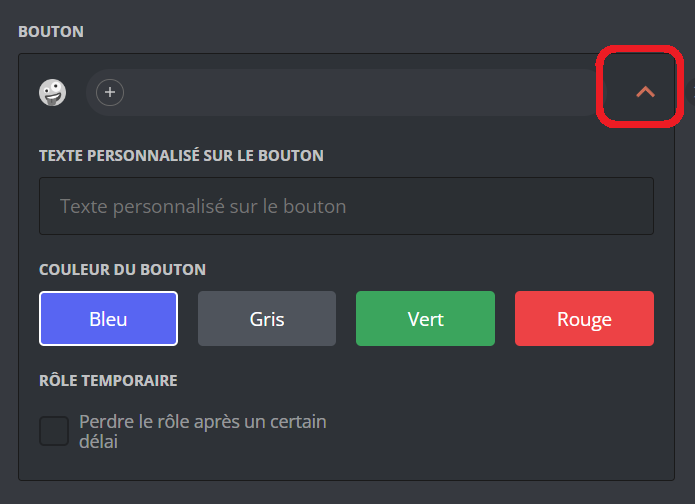 BOUTON
TEXTE PERSONNALISÉ SUR LE BOUTON
Texte personnalisé sur le bouton
COULEUR DU BOUTON
Bleu Gris Vert Rouge
RÔLE TEMPORAIRE
Perdre le rôle après un certain
délai